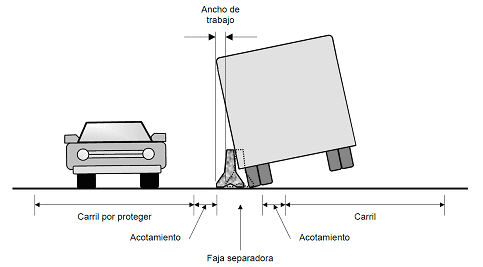 Ancho de
trabajo
Carril por proteger
Carril
Acotamiento
Acotamiento
Faja separadora